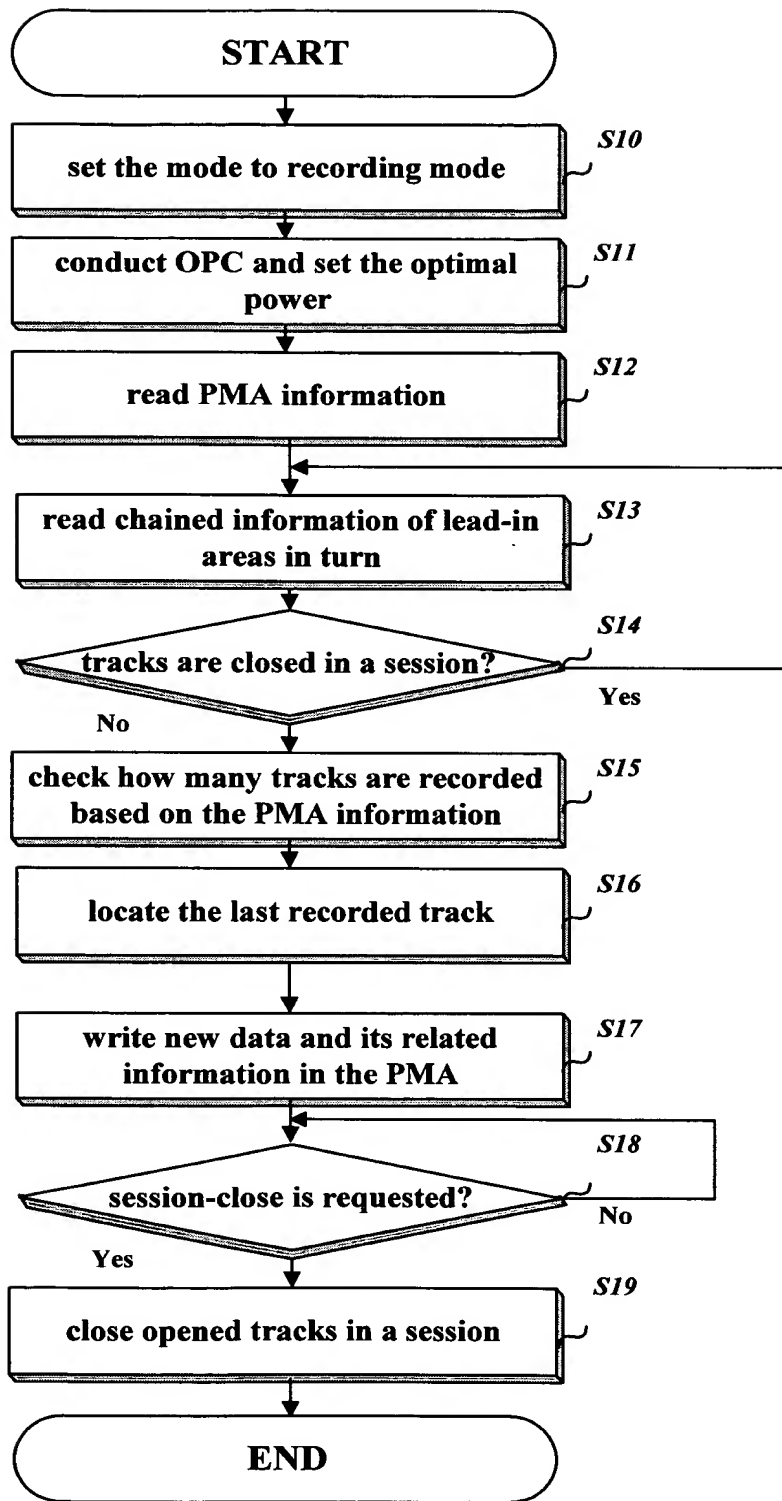 START
S10
set the mode to recording mode
S11
conduct OPC and set the optimal
power
S12
read PMA information
S13
read chained information of lead-in
areas in turn
S14
tracks are closed in a session?
Yes
No
S15
check how many tracks are recorded
based on the PMA information
S16
locate the last recorded track
S17
write new data and its related
information in the PMA
S18
session-close is requested?
No
Yes
S19
close opened tracks in a session
END